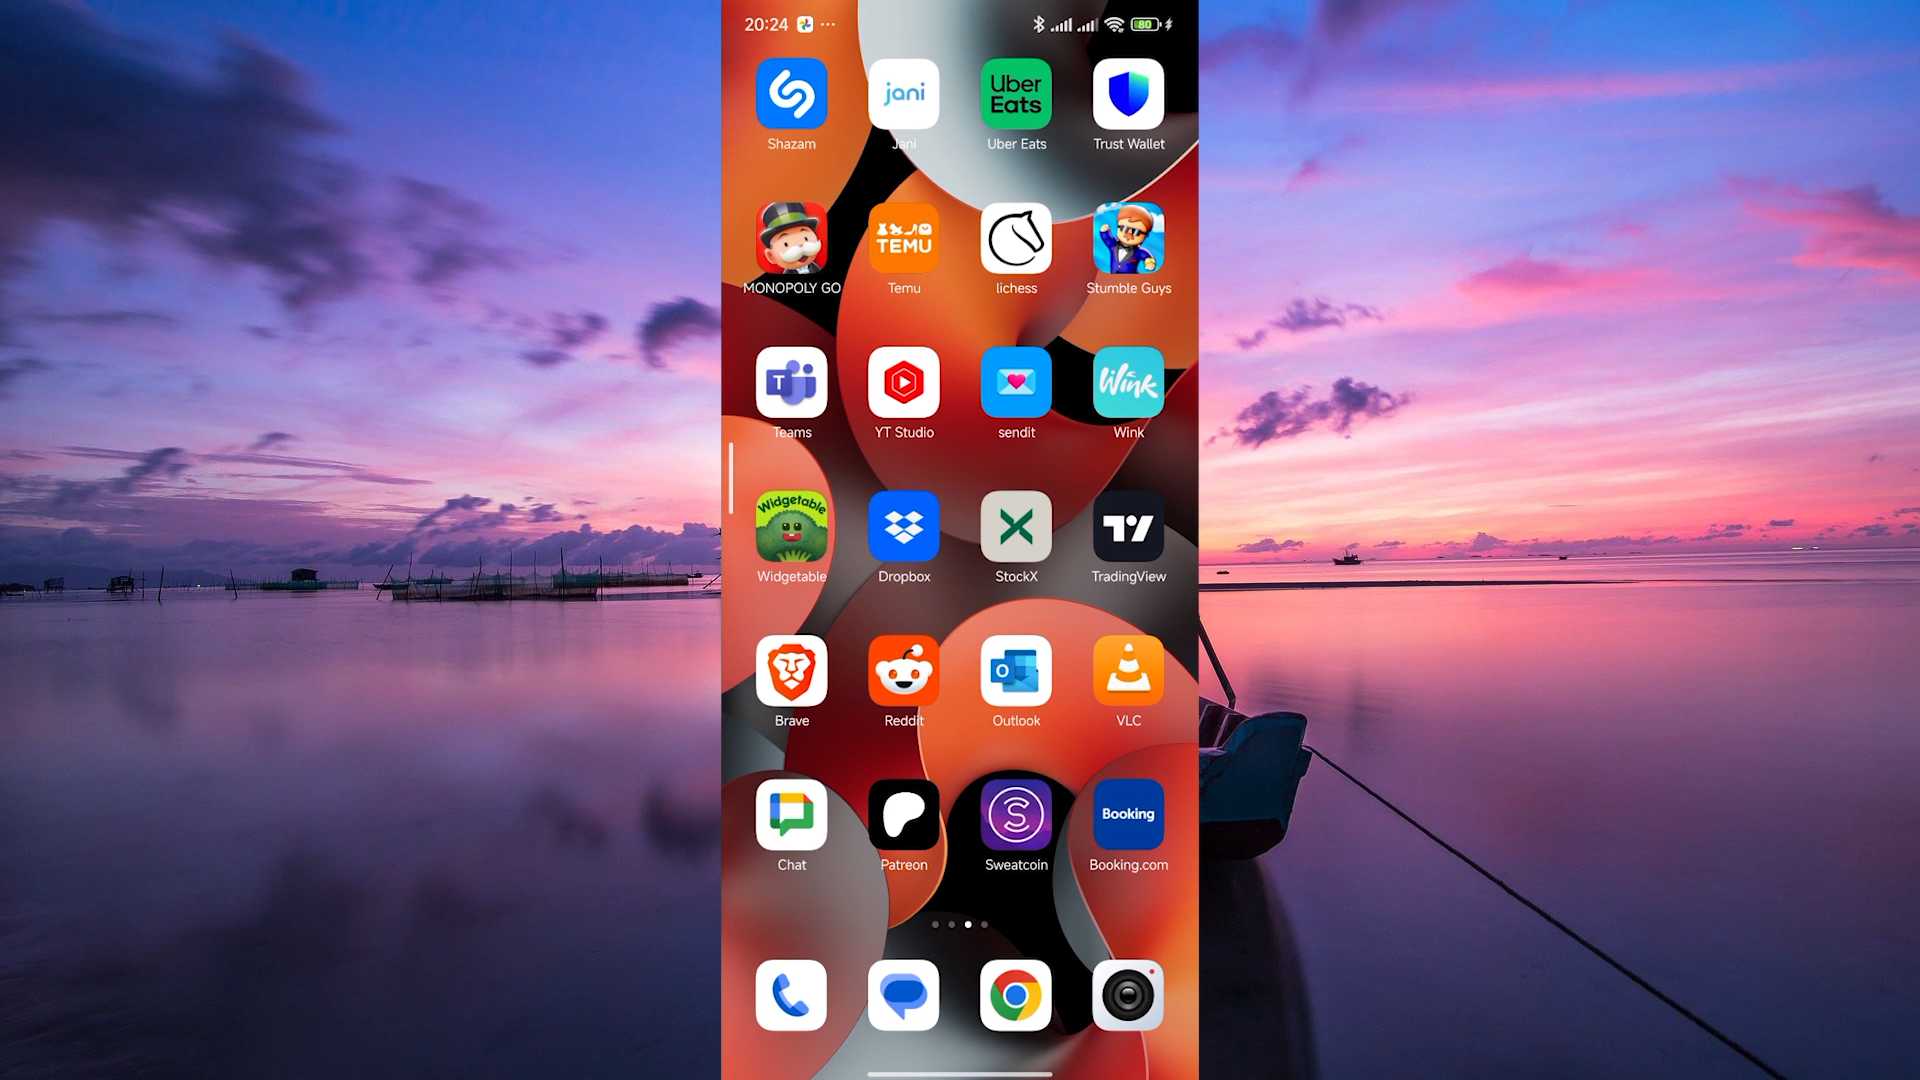 20:24 ... 80
jani Uber Eats
Shazam Jani Uber Eats Trust Wallet
TEMU
MONOPOLY GO Temu lichess Stumble Guys
T Wink
Teams YT Studio sendit Wink
Widgetable
Widgetable Dropbox StockX TradingView
O
Brave Reddit Outlook VLC
S Booking
Chat Patreon Sweatcoin Booking.com